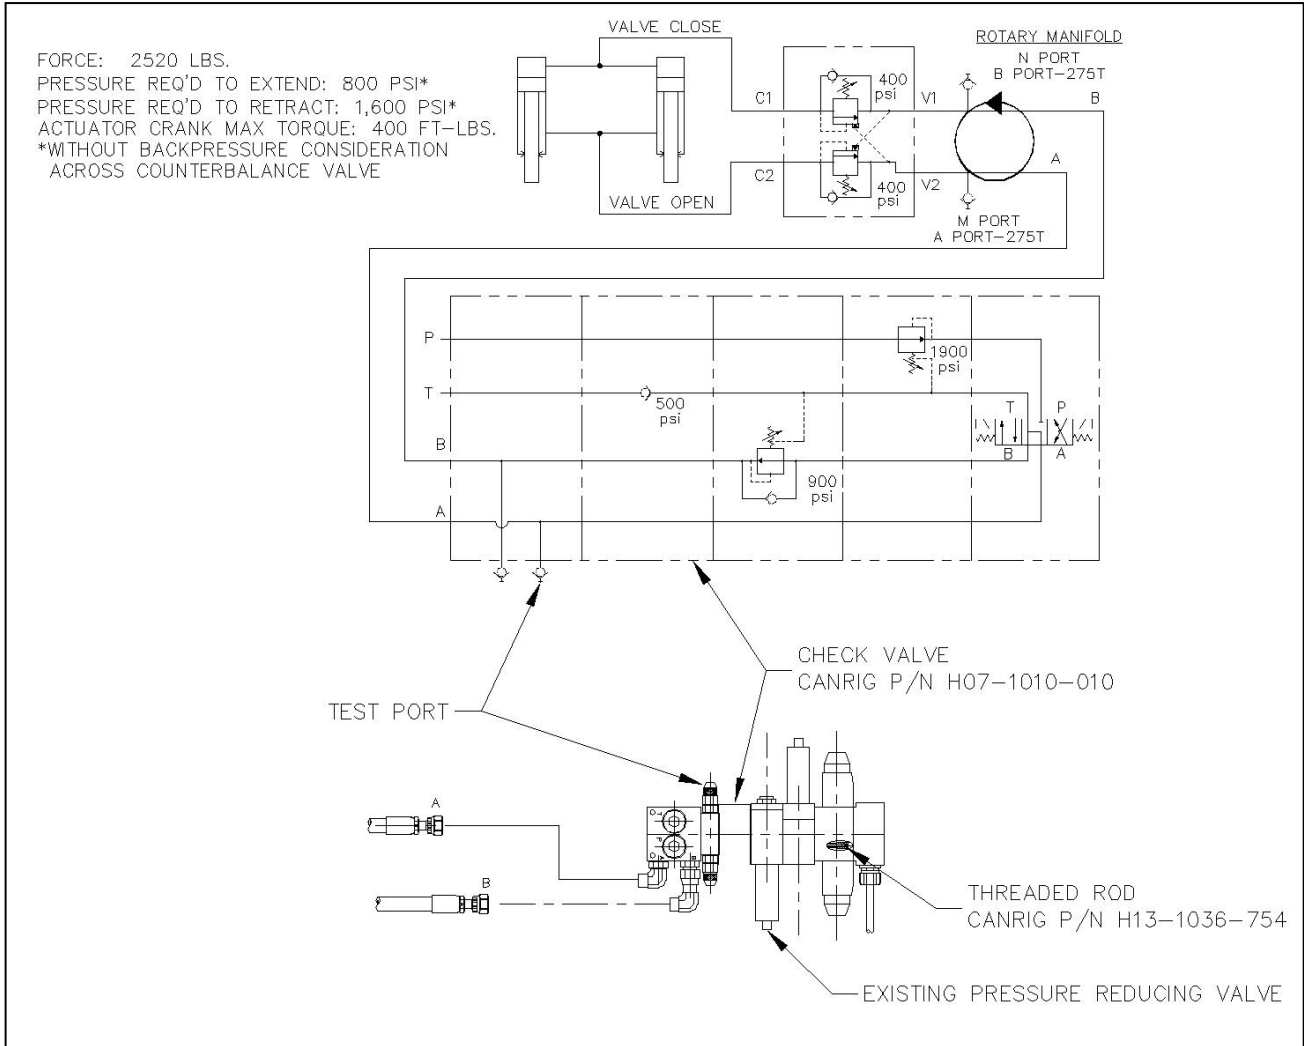 FORCE: 2520 LBS.
PRESSURE REQ'D TO EXTEND: 800 PSI*
PRESSURE REQ'D TO RETRACT: 1,600 PSI*
ACTUATOR CRANK MAX TORQUE: 400 FT-LBS.
*WITHOUT BACKPRESSURE CONSIDERATION
ACROSS COUNTERBALANCE VALVE
VALVE CLOSE
VALVE OPEN
C1
C2
400
psi
400
psi
V1
V2
ROTARY MANIFOLD
N PORT
B PORT-275T
B
A
M PORT
A PORT-275T
P
T
B
A
1900
psi
500
psi
900
psi
T
P
B
A
TEST PORT
CHECK VALVE
CANRIG P/N H07-1010-010
A
B
T
P
A
B
THREADED ROD
CANRIG P/N H13-1036-754
EXISTING PRESSURE REDUCING VALVE